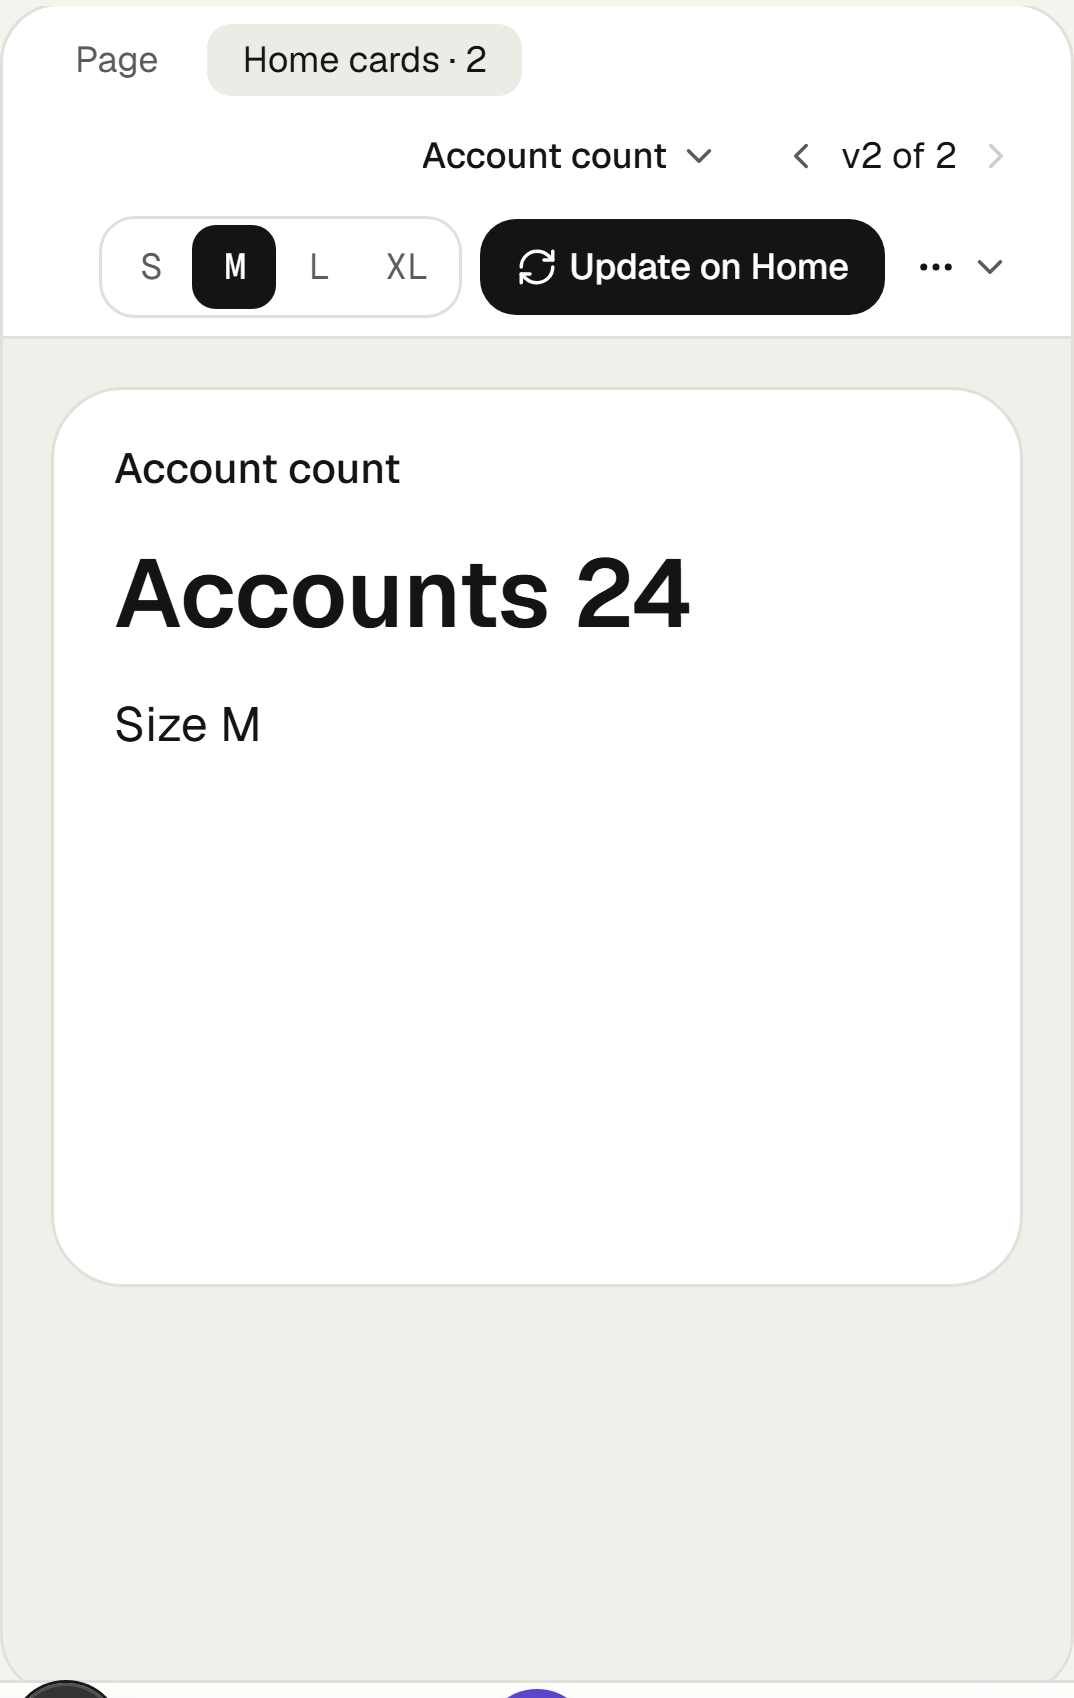 Page Home cards · 2
Account count v2 of 2
S M L XL Update on Home
Account count
Accounts 24
Size M